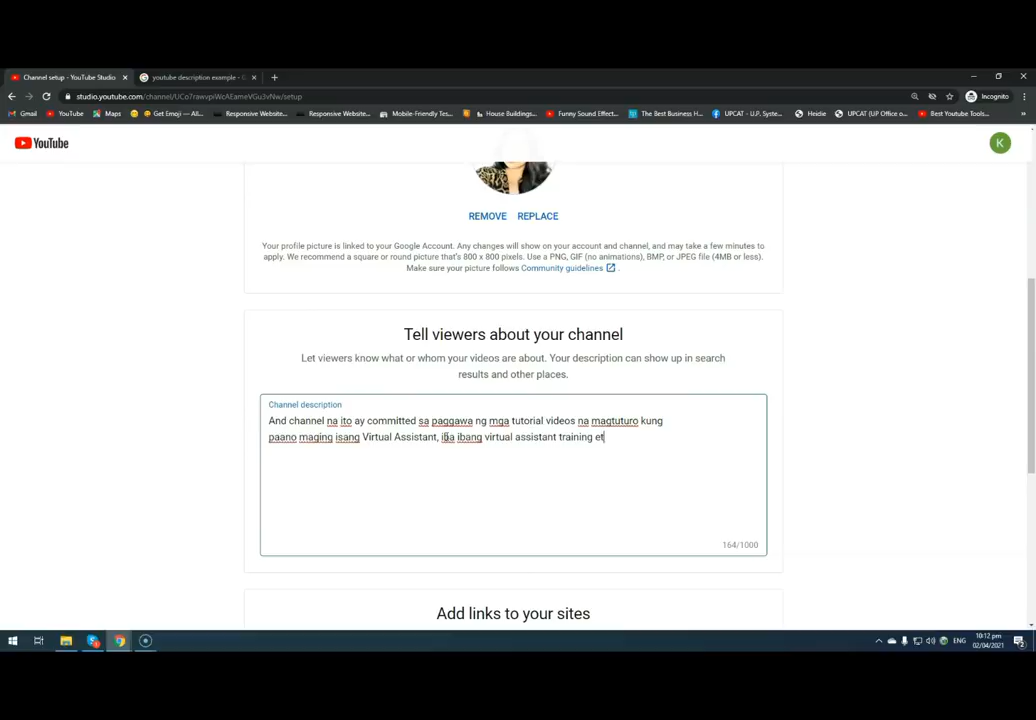 Channel setup - YouTube Studio
youtube description example - G
studio.youtube.com/channel/UCo7rawvpiWcAEameVGu3vNw/setup
Incognito
Gmail YouTube Maps Get Emoji — All... Responsive Website... Responsive Website... Mobile-Friendly Tes... House Buildings... Funny Sound Effect... The Best Business H... UPCAT - U.P. Syste... Heidie UPCAT (UP Office o Best Youtube Tools...
YouTube
K
REMOVE REPLACE
Your profile picture is linked to your Google Account. Any changes will show on your account and channel, and may take a few minutes to
apply. We recommend a square or round picture that's 800 x 800 pixels. Use a PNG, GIF (no animations), BMP, or JPEG file (4MB or less).
Make sure your picture follows Community guidelines .
Tell viewers about your channel
Let viewers know what or whom your videos are about. Your description can show up in search
results and other places.
Channel description
And channel na ito ay committed sa paggawa ng mga tutorial videos na magtuturo kung
paano maging isang Virtual Assistant, iba ibang virtual assistant training et
164/1000
Add links to your sites
ENG
10:12 pm
02/04/2021